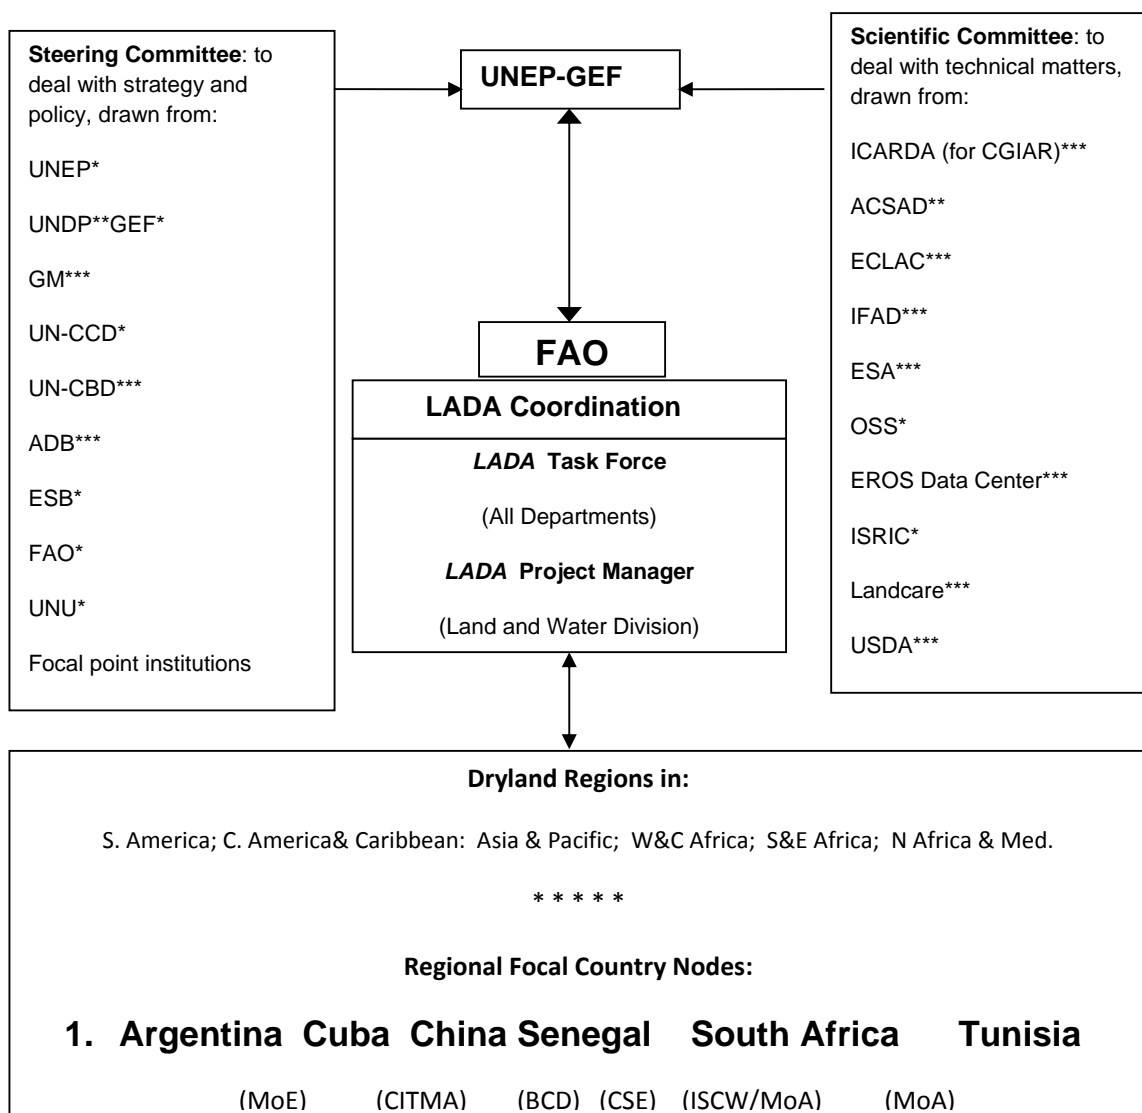 Steering Committee: to
deal with strategy and
policy, drawn from:
UNEP*
UNDP**GEF*
GM***
UN-CCD*
UN-CBD***
ADB***
ESB*
FAO*
UNU*
Focal point institutions
UNEP-GEF
FAO
LADA Coordination
LADA Task Force
(All Departments)
LADA Project Manager
(Land and Water Division)
Scientific Committee: to
deal with technical matters,
drawn from:
ICARDA (for CGIAR)***
ACSAD**
ECLAC***
IFAD***
ESA***
OSS*
EROS Data Center***
ISRIC*
Landcare***
USDA***
Dryland Regions in:
S. America; C. America& Caribbean: Asia & Pacific; W&C Africa; S&E Africa; N Africa & Med.
* * * * *
Regional Focal Country Nodes:
1. Argentina Cuba China Senegal South Africa Tunisia
(MoE) (CITMA) (BCD) (CSE) (ISCW/MoA) (MoA)